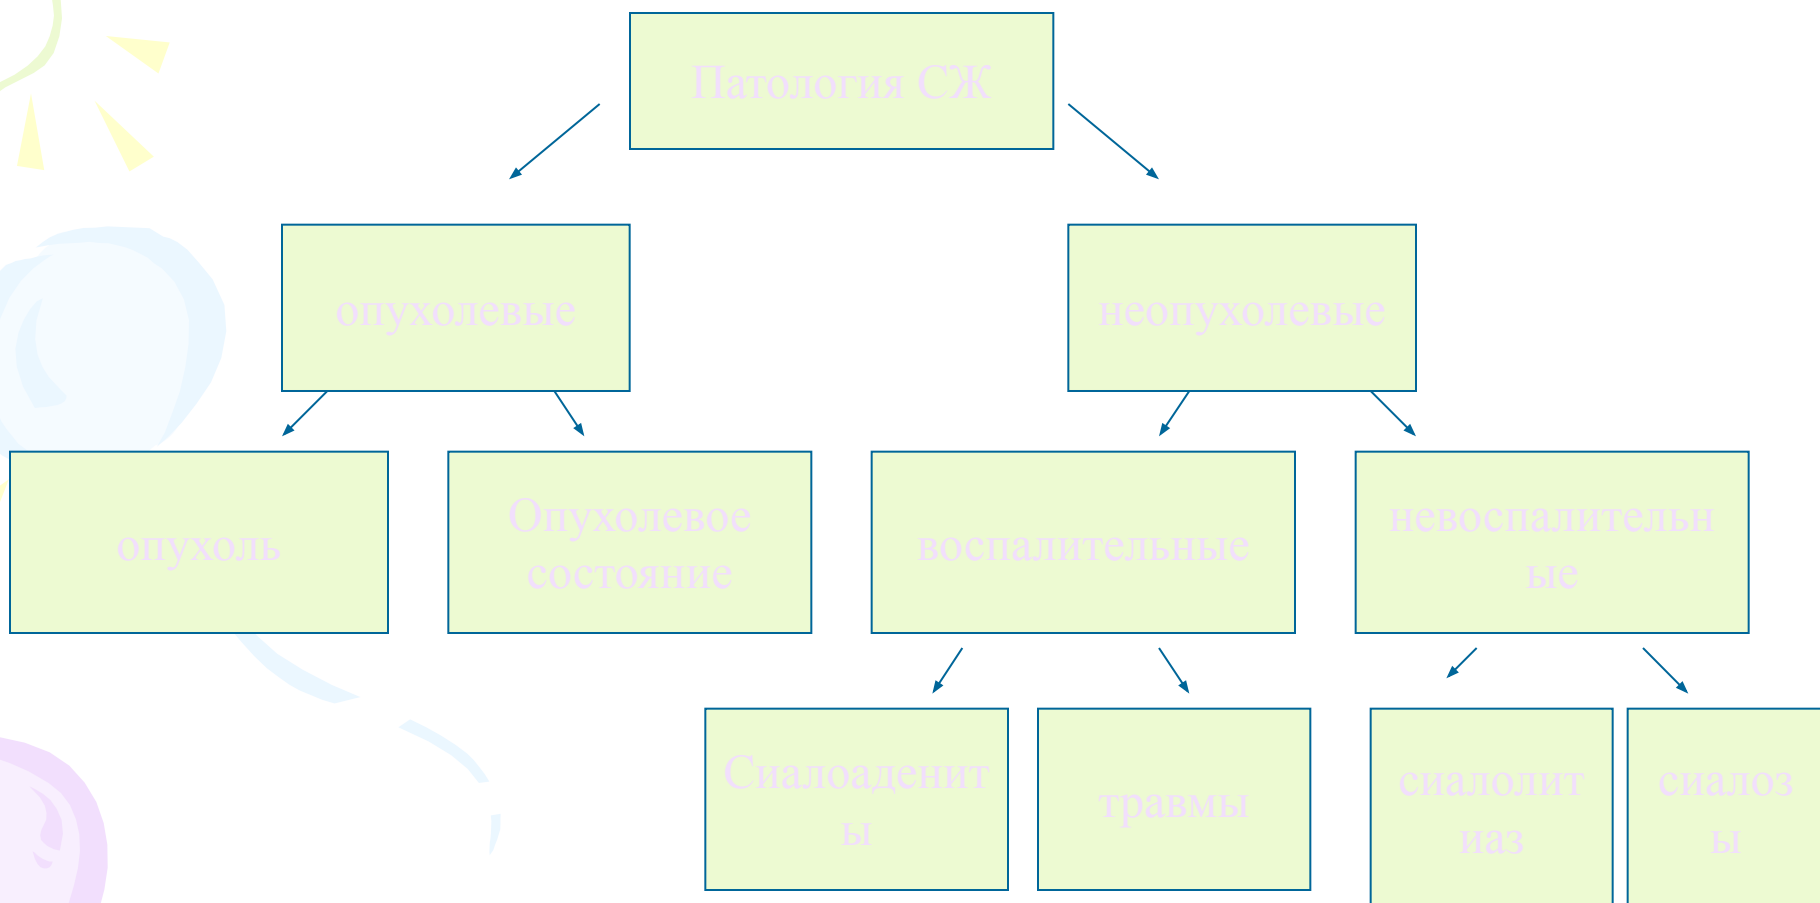 Патология СЖ
опухолевые
неопухолевые
опухоль
Опухолевое
состояние
воспалительные
невоспалительн
ые
Сиалоаденит
ы
травмы
сиалолит
иаз
сиалоз
ы